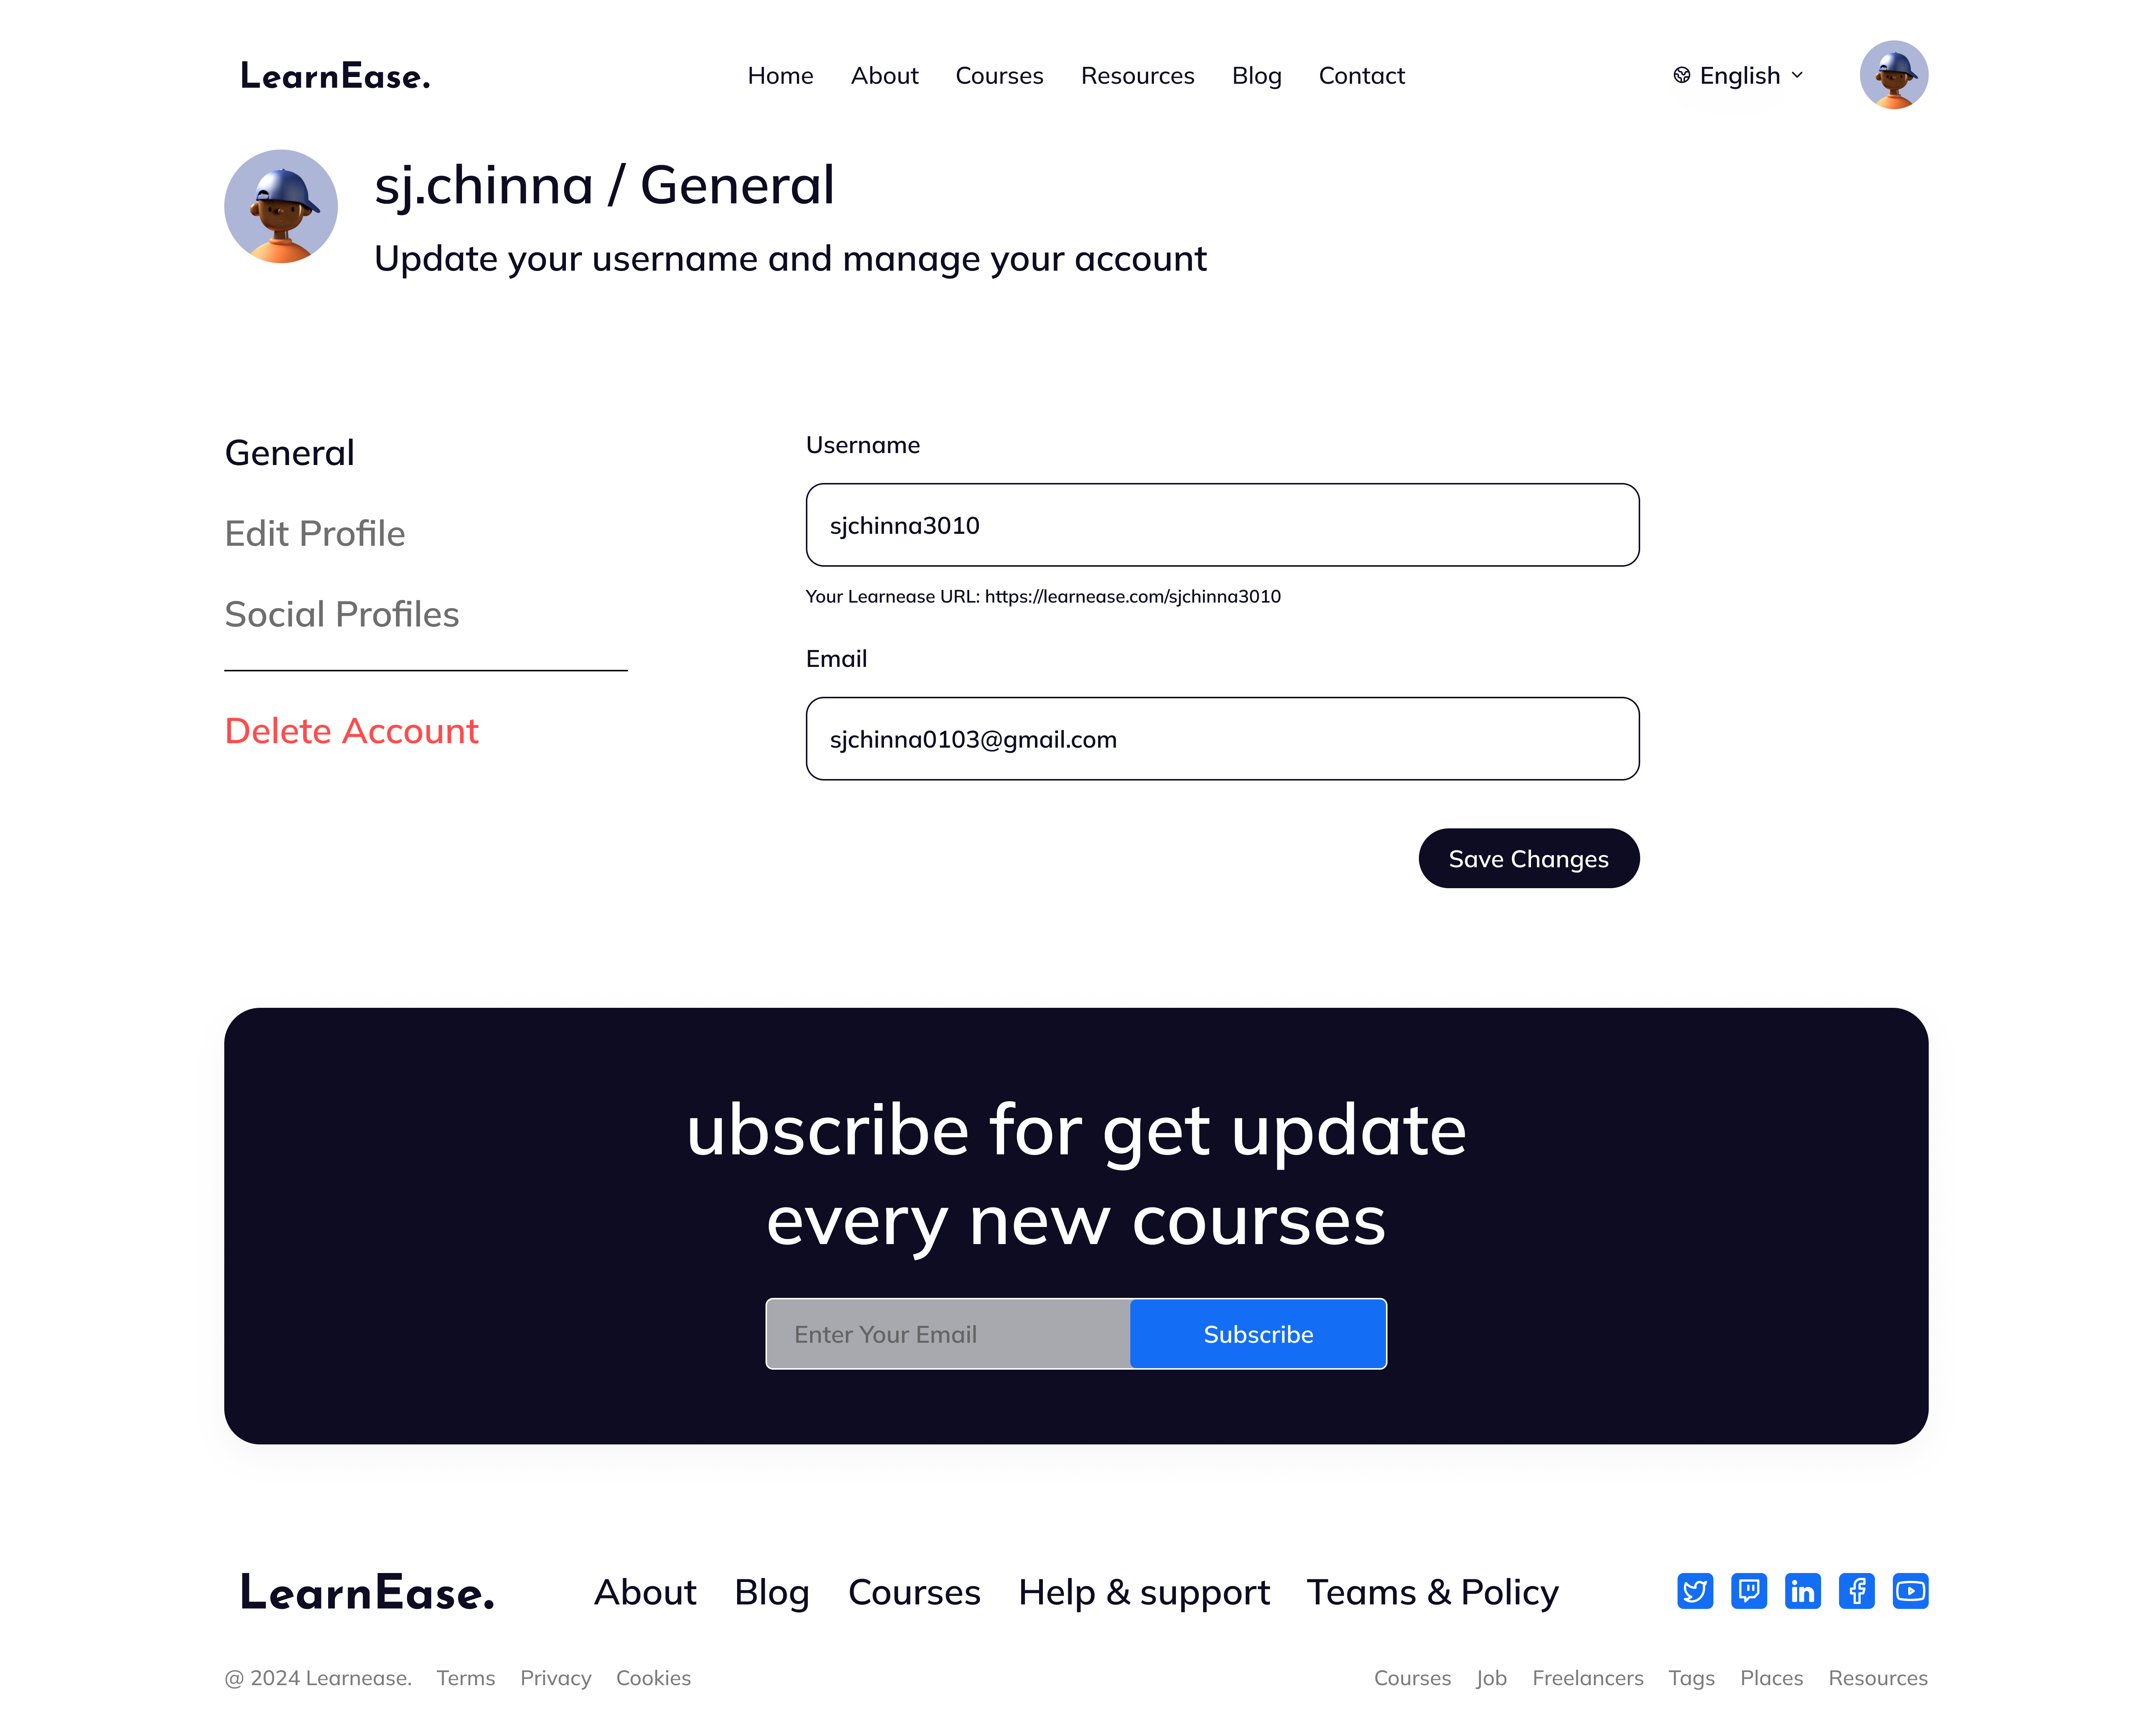 LearnEase.
Home About Courses Resources Blog Contact
English
sj.chinna / General
Update your username and manage your account
General
Edit Profile
Social Profiles
Delete Account
Username
sjchinna3010
Your Learnease URL: https://learnease.com/sjchinna3010
Email
sjchinna0103@gmail.com
Save Changes
ubscribe for get update
every new courses
Enter Your Email Subscribe
LearnEase. About Blog Courses Help & support Teams & Policy
@ 2024 Learnease. Terms Privacy Cookies Courses Job Freelancers Tags Places Resources